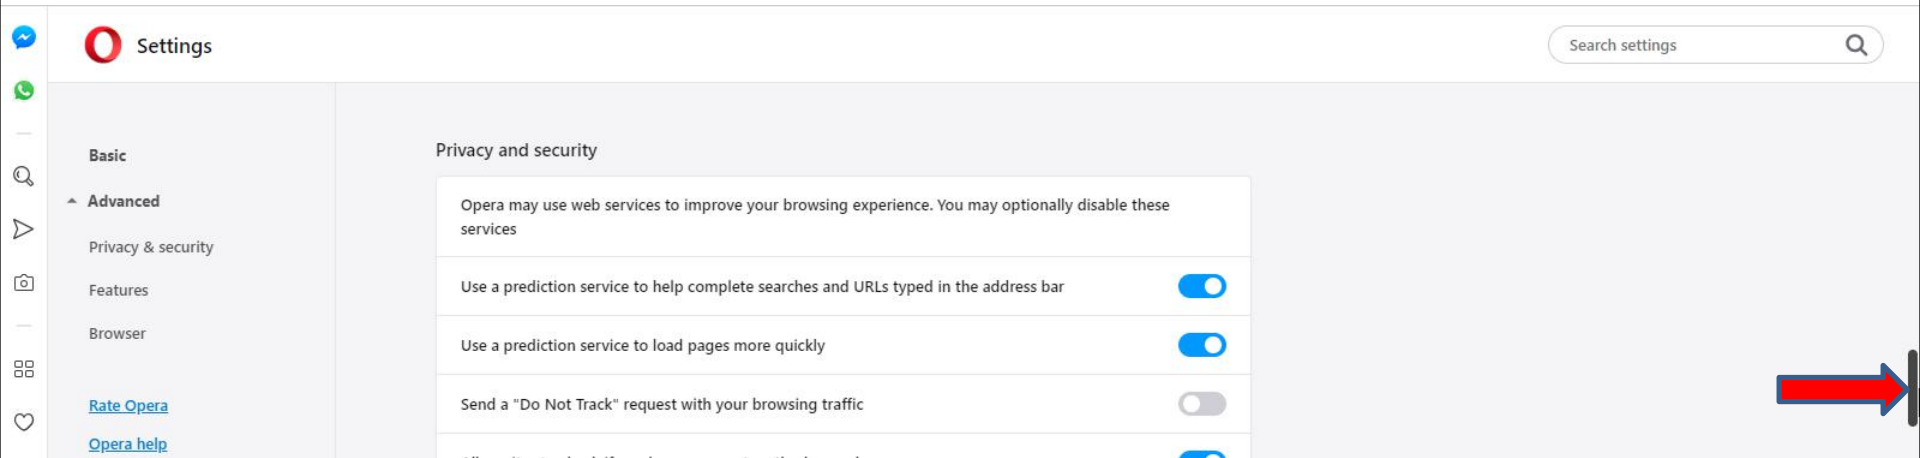 Settings
Search settings
Basic
Advanced
Privacy & security
Features
Browser
Rate Opera
Opera help
Privacy and security
Opera may use web services to improve your browsing experience. You may optionally disable these
services
Use a prediction service to help complete searches and URLs typed in the address bar
Use a prediction service to load pages more quickly
Send a "Do Not Track" request with your browsing traffic